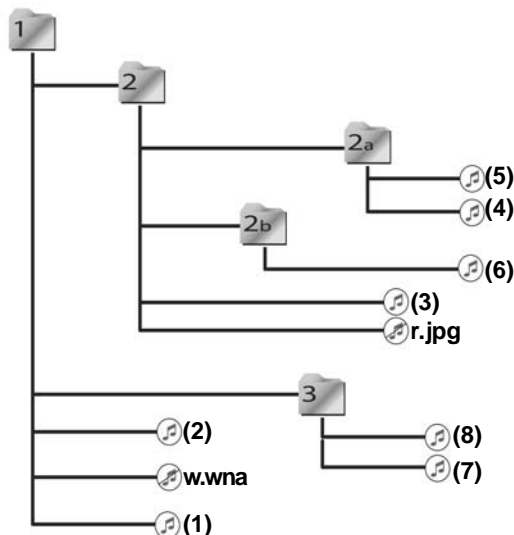 1
2
2a
(5)
(4)
2b
(6)
(3)
r.jpg
3
(2)
(8)
w.wna
(7)
(1)